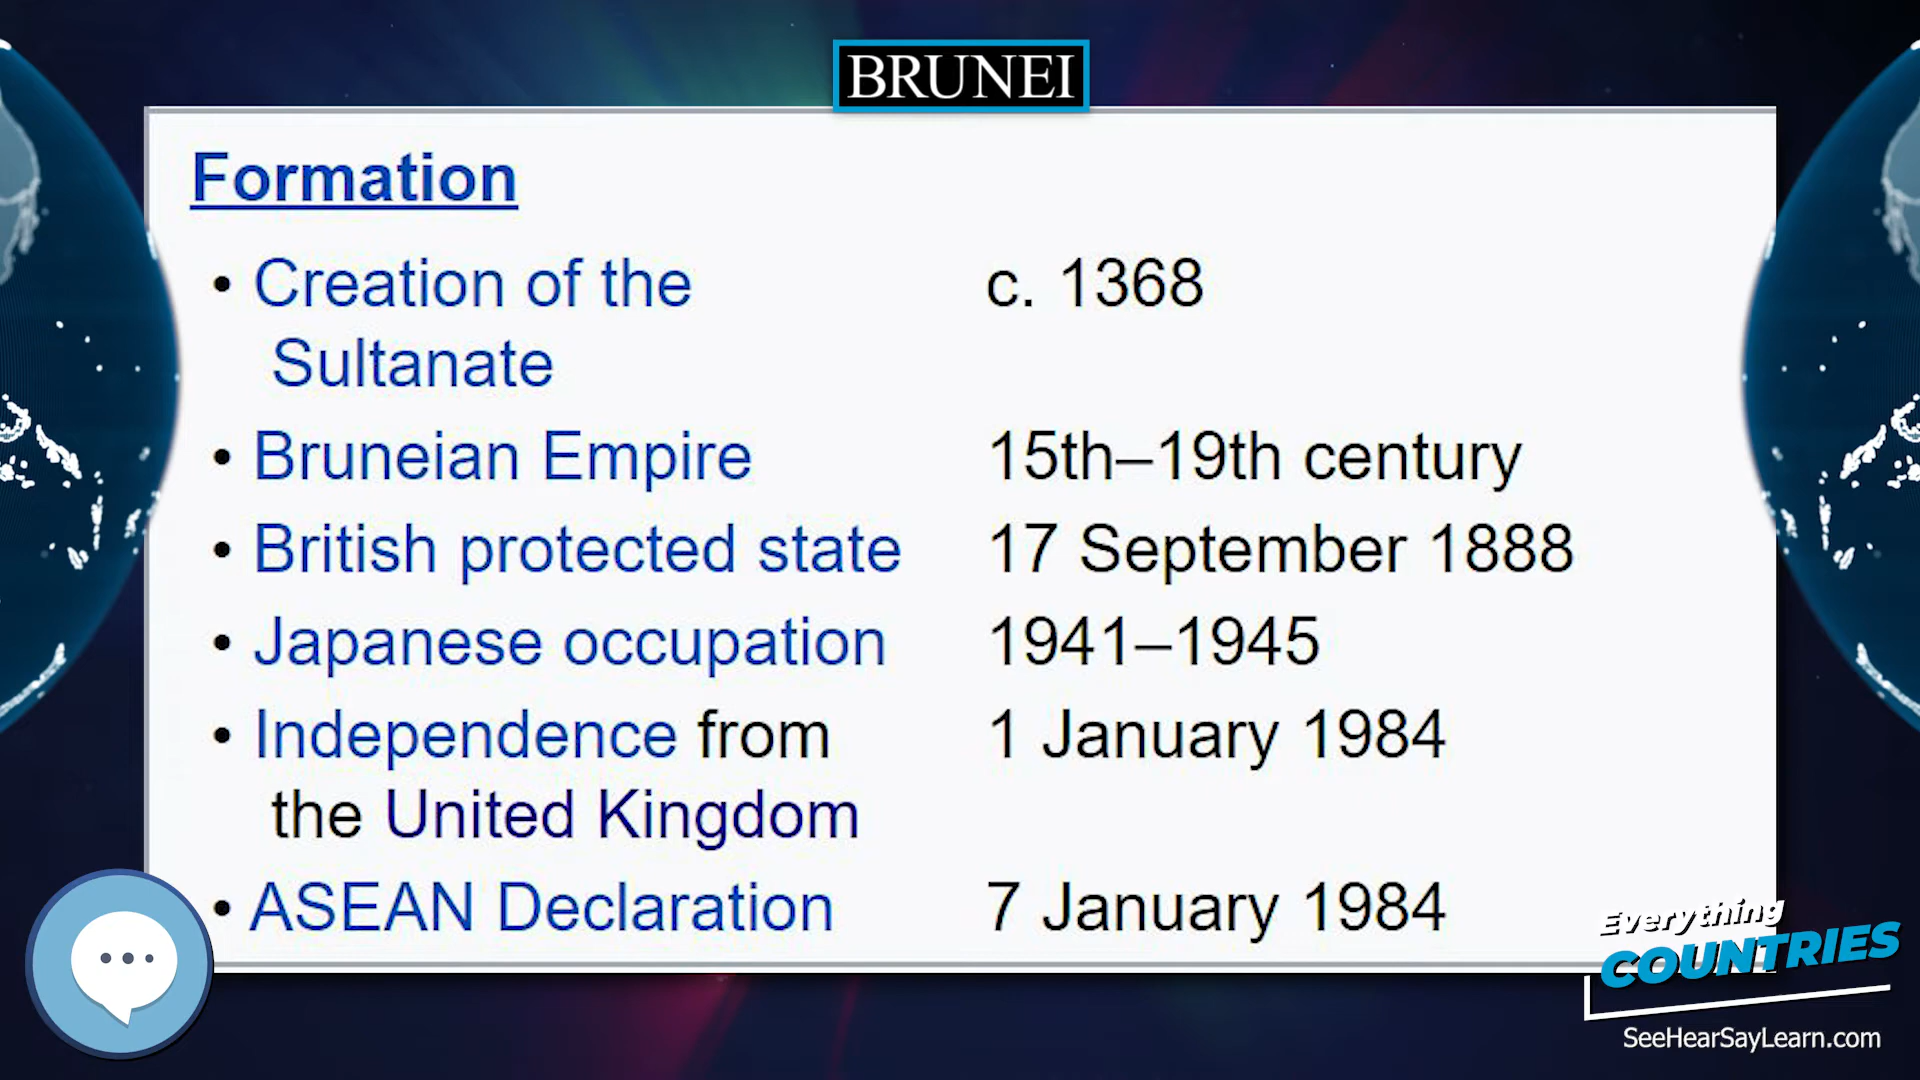 BRUNEI
Formation
• Creation of the c. 1368
Sultanate
• Bruneian Empire 15th–19th century
• British protected state 17 September 1888
• Japanese occupation 1941–1945
• Independence from 1 January 1984
the United Kingdom
• ASEAN Declaration 7 January 1984
Everything
COUNTRIES
SeeHearSayLearn.com